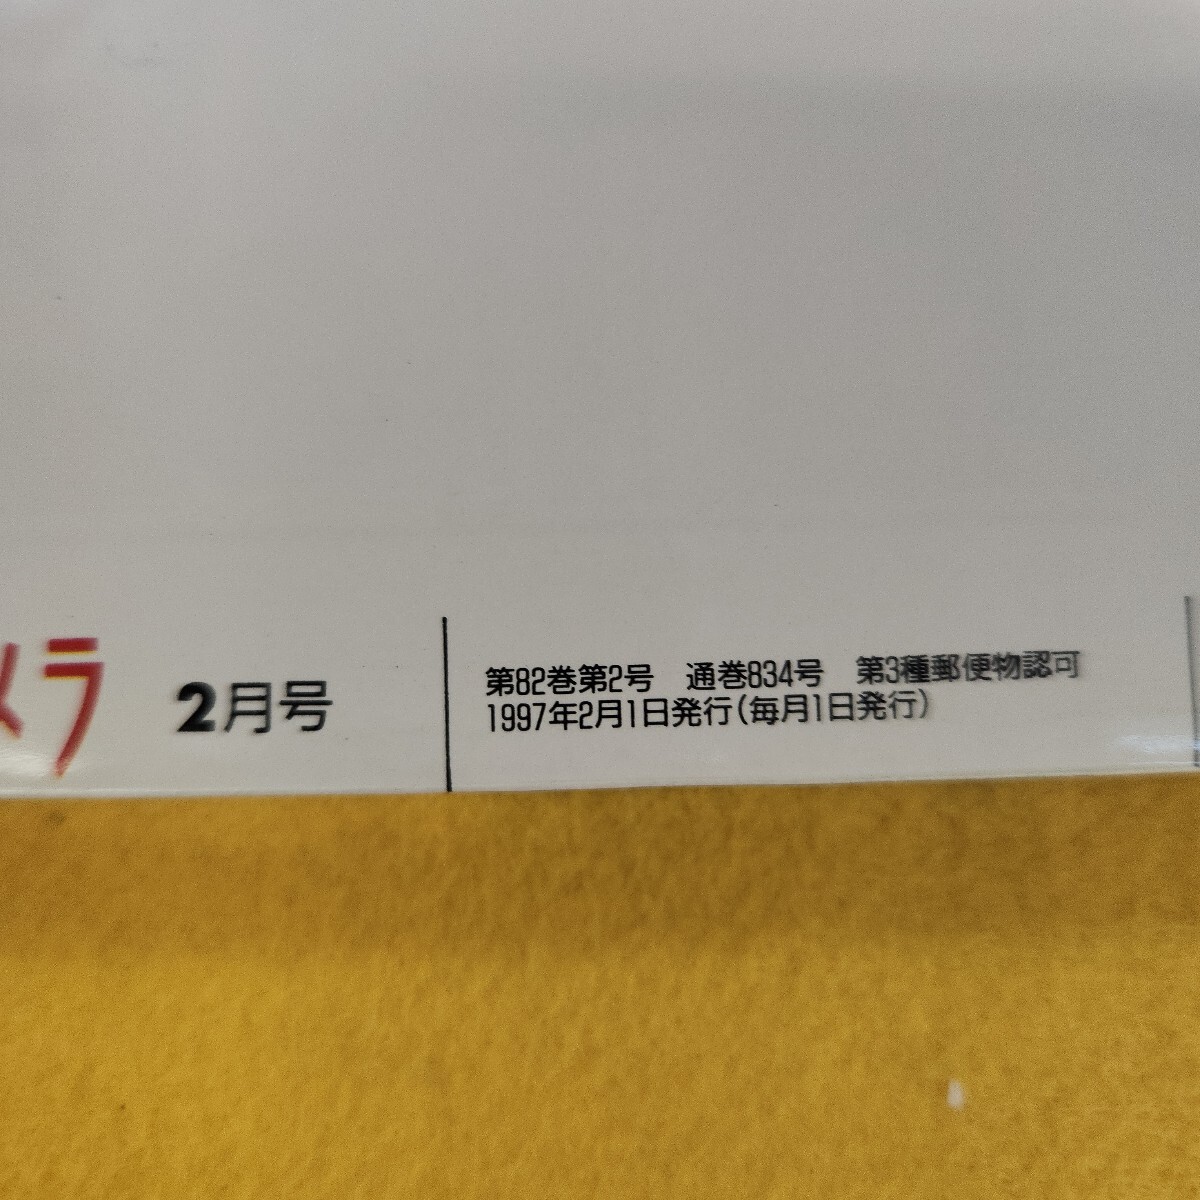 メラ 2月号
第82巻第2号 通巻834号 第3種郵便物認可
1997年2月1日発行(毎月1日発行)